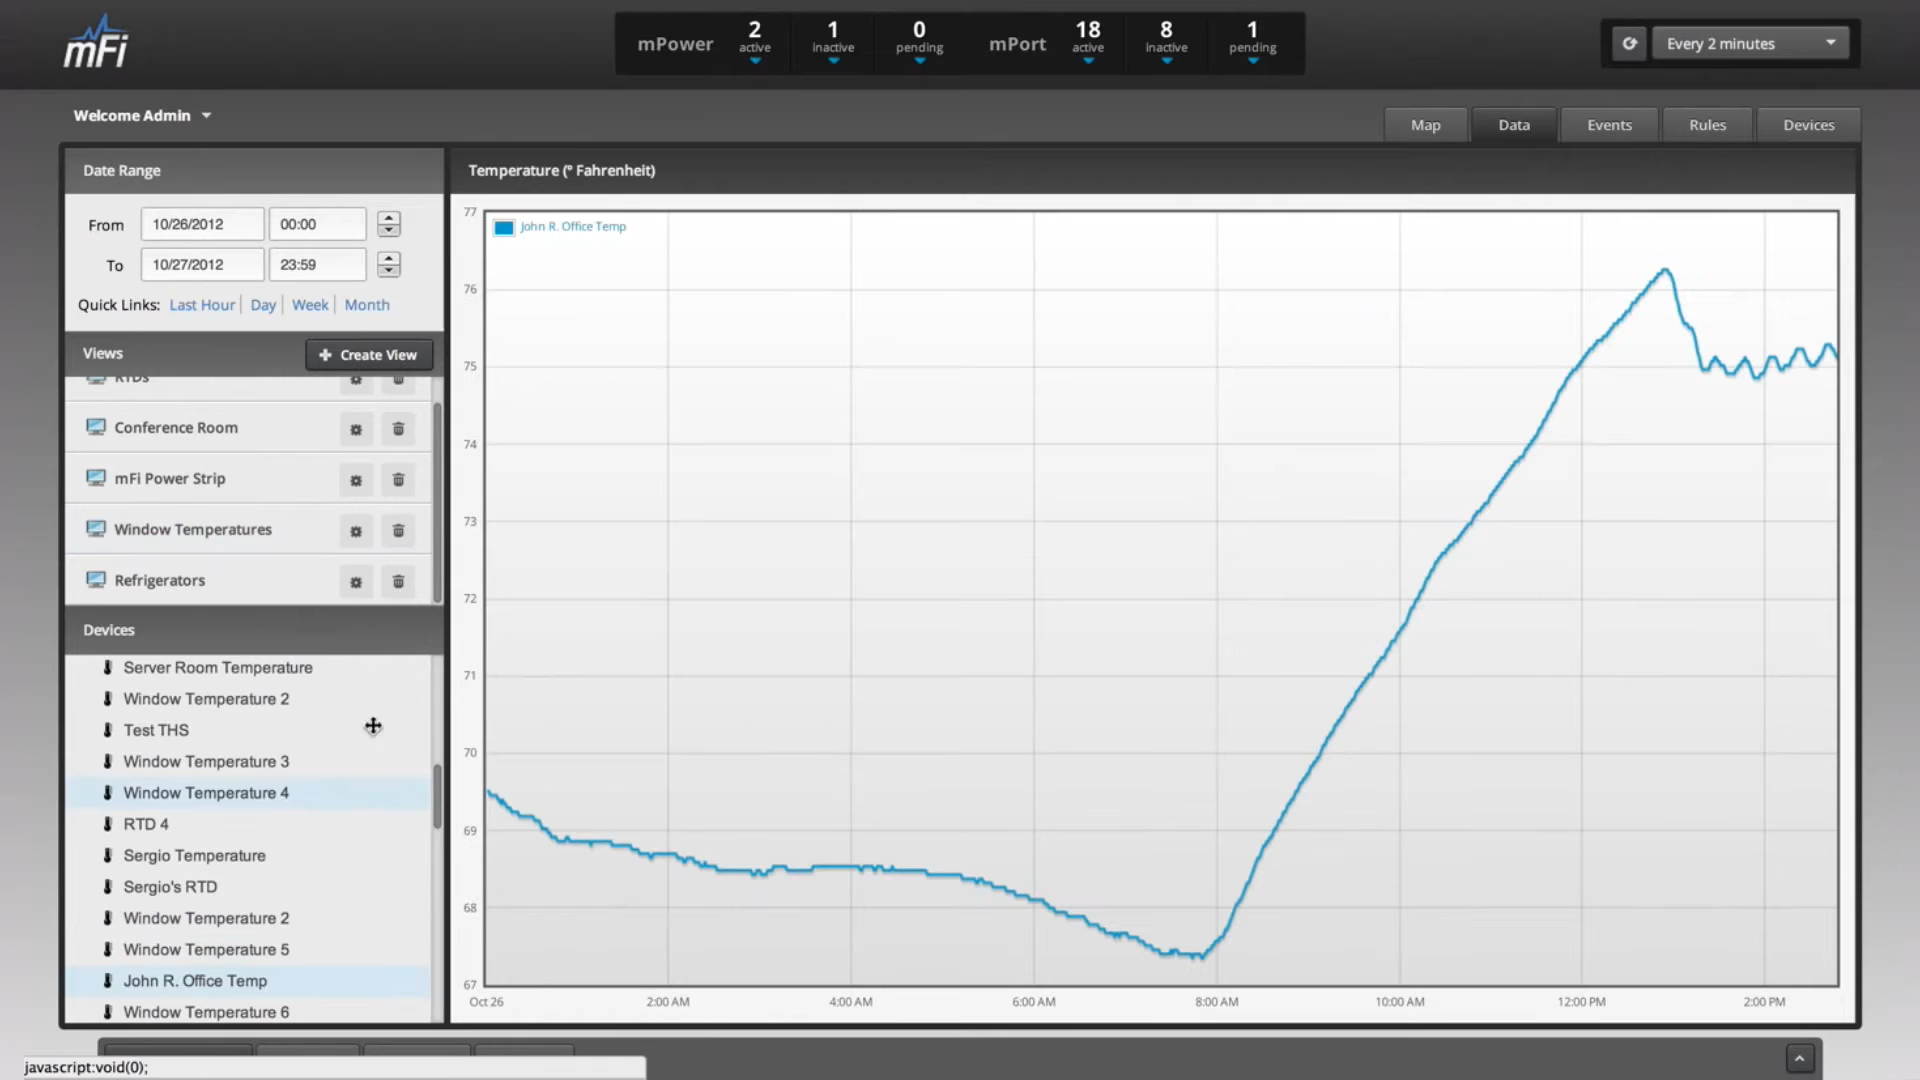 mFi
mPower
2
active
1
inactive
0
pending
mPort
18
active
8
inactive
1
pending
Every 2 minutes
Welcome Admin
Map
Data
Events
Rules
Devices
Date Range
From
10/26/2012
00:00
To
10/27/2012
23:59
Quick Links: Last Hour | Day | Week | Month
Views
+ Create View
RTDs
Conference Room
mFi Power Strip
Window Temperatures
Refrigerators
Devices
Server Room Temperature
Window Temperature 2
Test THS
Window Temperature 3
Window Temperature 4
RTD 4
Sergio Temperature
Sergio's RTD
Window Temperature 2
Window Temperature 5
John R. Office Temp
Window Temperature 6
Temperature (° Fahrenheit)
John R. Office Temp
77
76
75
74
73
72
71
70
69
68
67
Oct 26
2:00 AM
4:00 AM
6:00 AM
8:00 AM
10:00 AM
12:00 PM
2:00 PM
javascript:void(0);